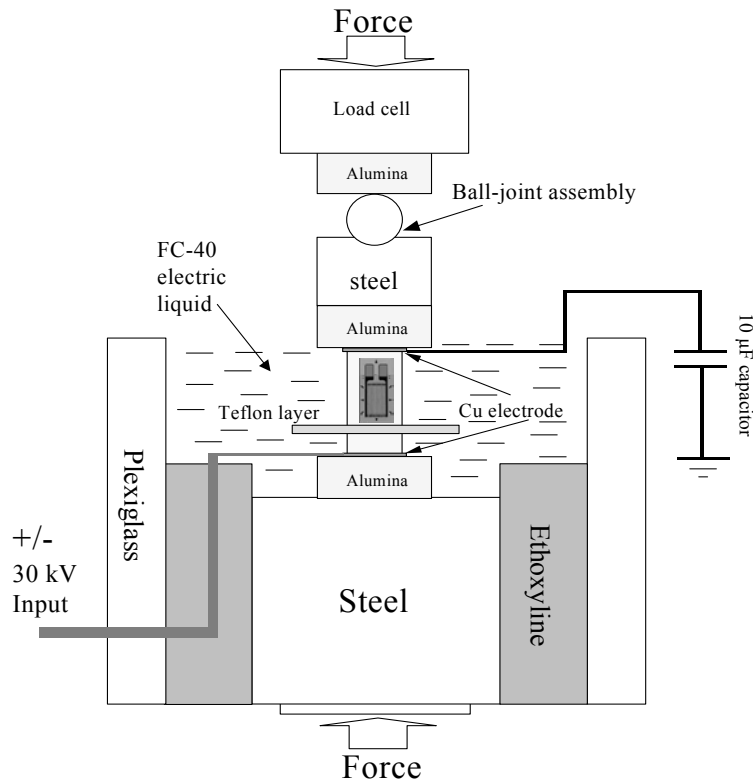 Force
Load cell
Alumina
Ball-joint assembly
FC-40
electric
liquid
steel
Alumina
10 μF capacitor
Teflon layer
Cu electrode
Plexiglass
Alumina
Ethoxyline
+/-
30 kV
Input
Steel
Force